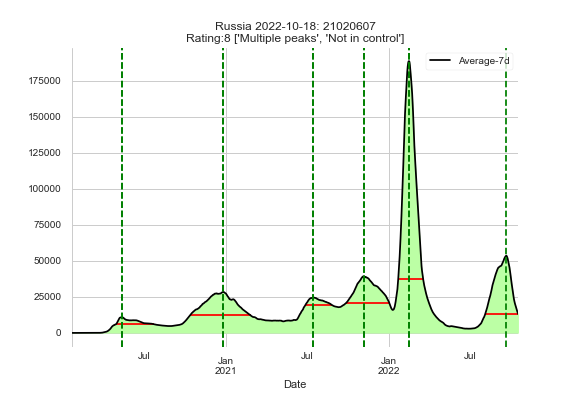 Russia 2022-10-18: 21020607
Rating:8 ['Multiple peaks', 'Not in control']
Average-7d
175000
150000
125000
100000
75000
50000
25000
0
Jul
Jan
2021
Jul
Jan
2022
Jul
Date